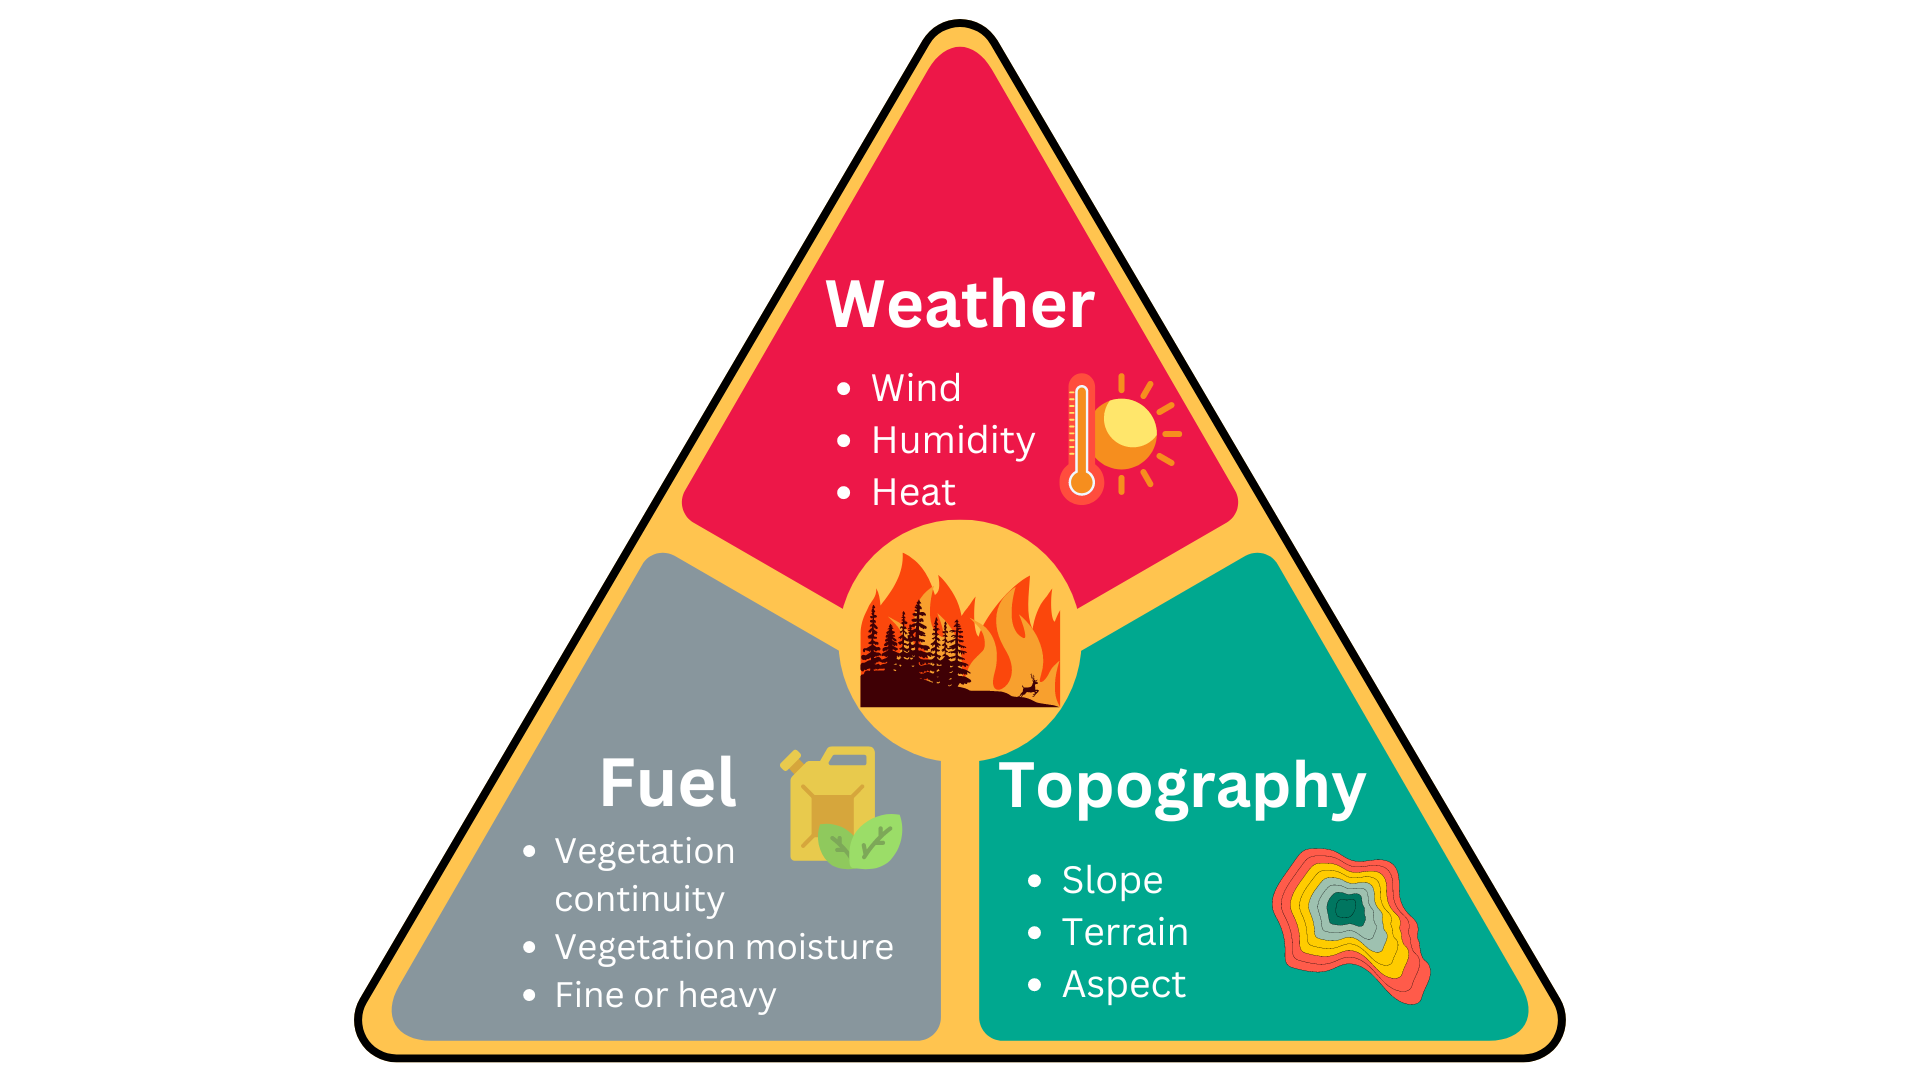 Weather
• Wind
• Humidity
• Heat
Fuel
• Vegetation
continuity
• Vegetation moisture
• Fine or heavy
Topography
• Slope
• Terrain
• Aspect